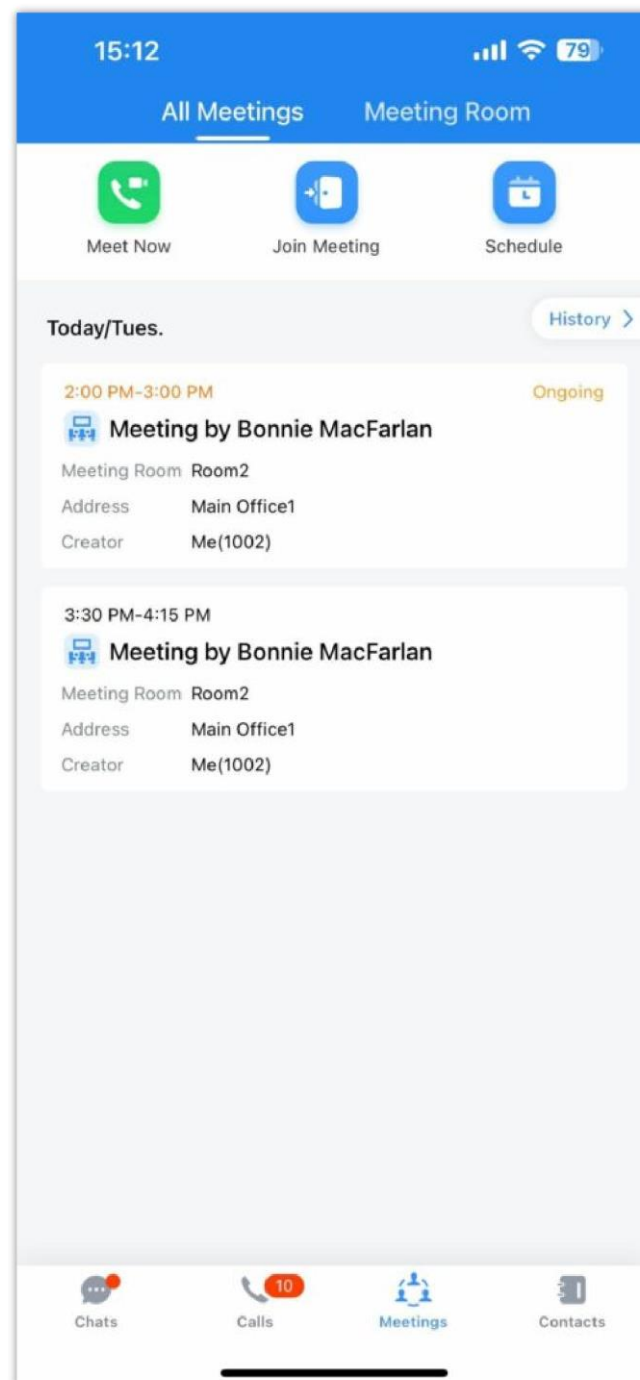 15:12 79
All Meetings Meeting Room
Meet Now Join Meeting Schedule
Today/Tues. History
2:00 PM-3:00 PM Ongoing
Meeting by Bonnie MacFarlan
Meeting Room Room2
Address Main Office1
Creator Me(1002)
3:30 PM-4:15 PM
Meeting by Bonnie MacFarlan
Meeting Room Room2
Address Main Office1
Creator Me(1002)
10
Chats Calls Meetings Contacts